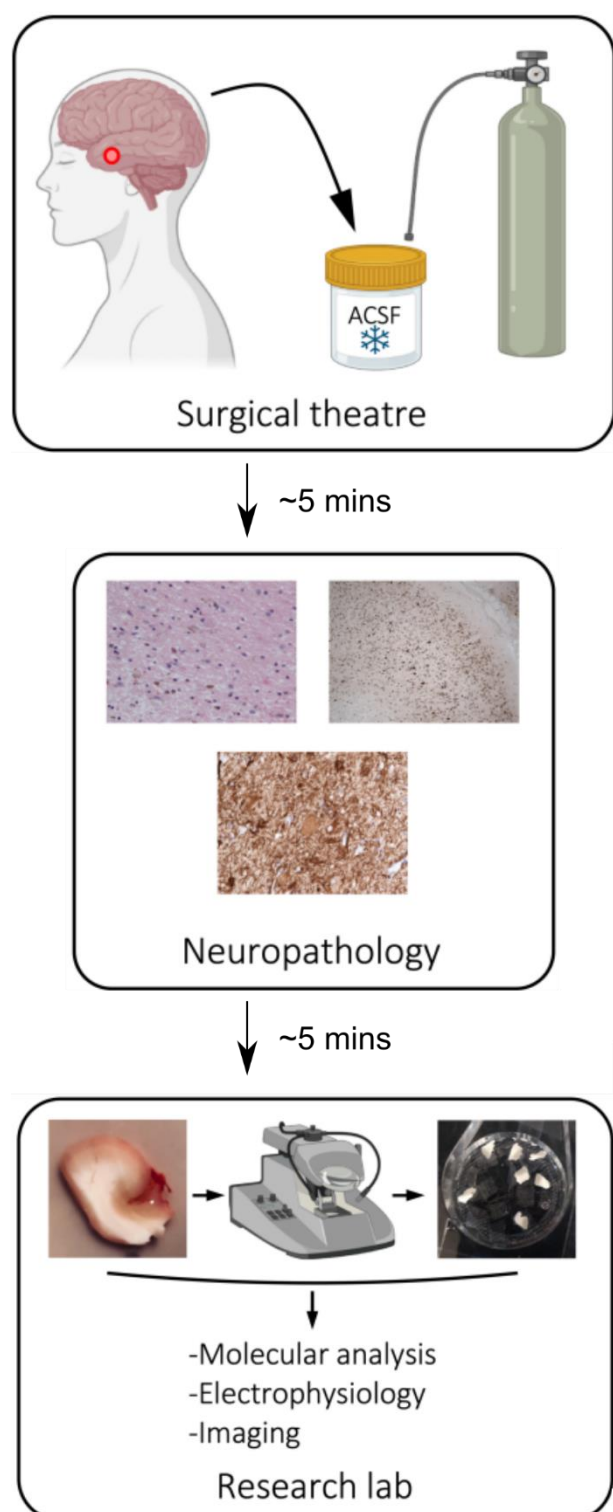 ACSF
Surgical theatre
~5 mins
Neuropathology
~5 mins
-Molecular analysis
-Electrophysiology
-Imaging
Research lab